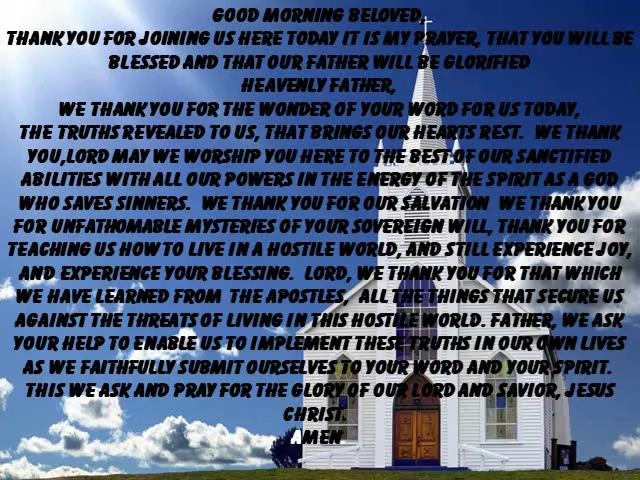 GOOD MORNING BELOVED,
THANK YOU FOR JOINING US HERE TODAY IT IS MY PRAYER, THAT YOU WILL BE
BLESSED AND THAT OUR FATHER WILL BE GLORIFIED
HEAVENLY FATHER,
WE THANK YOU FOR THE WONDER OF YOUR WORD FOR US TODAY,
THE TRUTHS REVEALED TO US, THAT BRINGS OUR HEARTS REST. WE THANK
YOU,LORD MAY WE WORSHIP YOU HERE TO THE BEST OF OUR SANCTIFIED
ABILITIES WITH ALL OUR POWERS IN THE ENERGY OF THE SPIRIT AS A GOD
WHO SAVES SINNERS. WE THANK YOU FOR OUR SALVATION WE THANK YOU
FOR UNFATHOMABLE MYSTERIES OF YOUR SOVEREIGN WILL, THANK YOU FOR
TEACHING US HOW TO LIVE IN A HOSTILE WORLD, AND STILL EXPERIENCE JOY,
AND EXPERIENCE YOUR BLESSING. LORD, WE THANK YOU FOR THAT WHICH
WE HAVE LEARNED FROM THE APOSTLES, ALL THE THINGS THAT SECURE US
AGAINST THE THREATS OF LIVING IN THIS HOSTILE WORLD. FATHER, WE ASK
YOUR HELP TO ENABLE US TO IMPLEMENT THESE TRUTHS IN OUR OWN LIVES
AS WE FAITHFULLY SUBMIT OURSELVES TO YOUR WORD AND YOUR SPIRIT.
THIS WE ASK AND PRAY FOR THE GLORY OF OUR LORD AND SAVIOR, JESUS
CHRIST.
AMEN